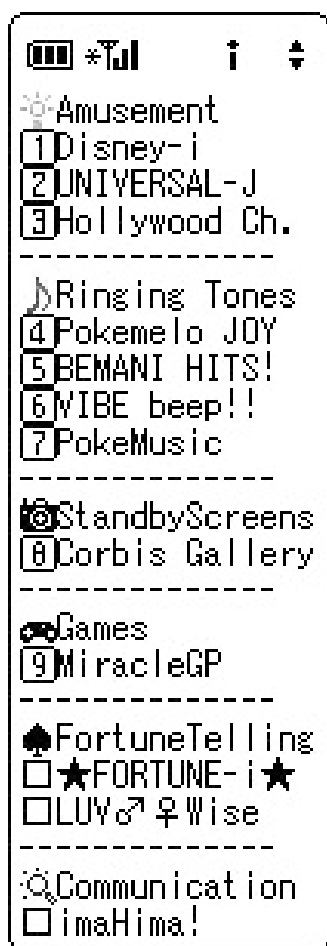 Amusement
1Disney-i
2UNIVERSAL-J
3Hollywood Ch.
Ringing Tones
4Pokemelo JOY
5BEMANI HITS!
6VIBE beep!!
7PokeMusic
StandbyScreens
8Corbis Gallery
Games
9MiracleGP
FortuneTelling
□★FORTUNE-i★
□LUV♂♀Wise
Communication
□imaHima!